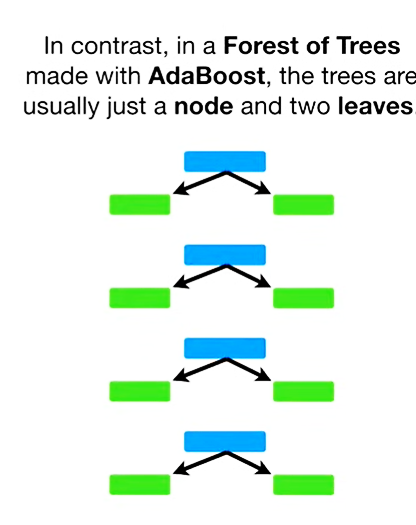 In contrast, in a Forest of Trees
made with AdaBoost, the trees are
usually just a node and two leaves.